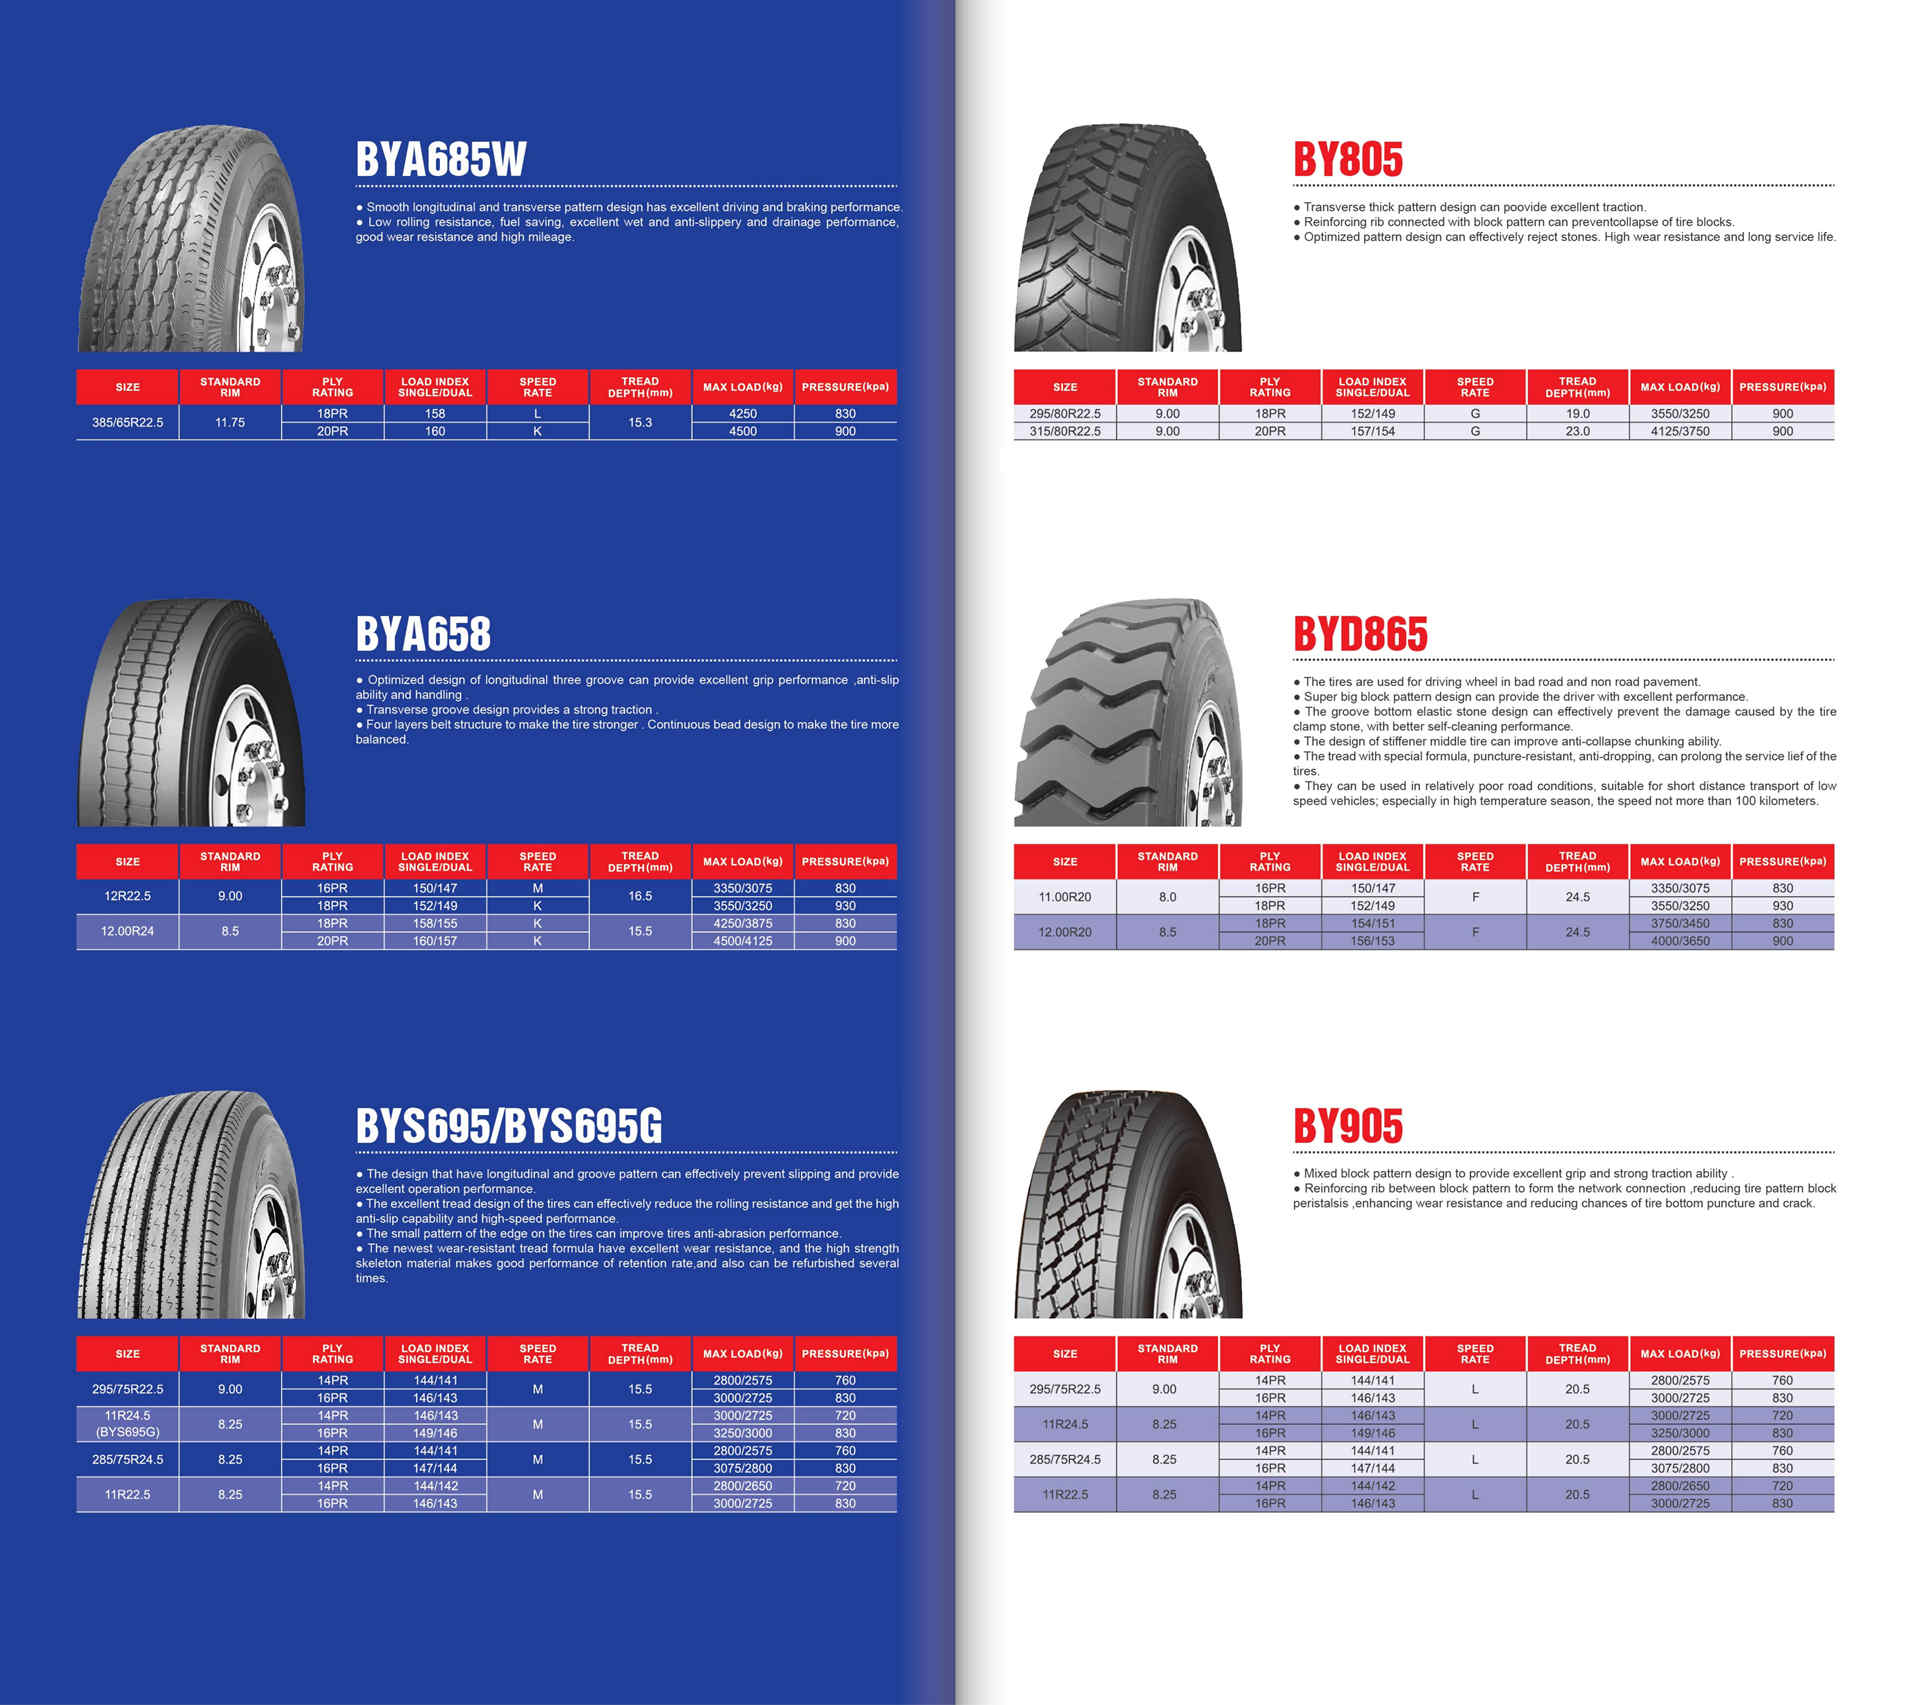 BYA685W
● Smooth longitudinal and transverse pattern design has excellent driving and braking performance.
● Low rolling resistance, fuel saving, excellent wet and anti-slippery and drainage performance,
good wear resistance and high mileage.
SIZE STANDARD RIM PLY RATING LOAD INDEX SINGLE/DUAL SPEED RATE TREAD DEPTH(mm) MAX LOAD(kg) PRESSURE(kpa)
385/65R22.5 11.75 18PR 158 L 15.3 4250 830
20PR 160 K 4500 900
BYA658
● Optimized design of longitudinal three groove can provide excellent grip performance ,anti-slip
ability and handling .
● Transverse groove design provides a strong traction .
● Four layers belt structure to make the tire stronger . Continuous bead design to make the tire more
balanced.
SIZE STANDARD RIM PLY RATING LOAD INDEX SINGLE/DUAL SPEED RATE TREAD DEPTH(mm) MAX LOAD(kg) PRESSURE(kpa)
12R22.5 9.00 16PR 150/147 M 16.5 3350/3075 830
18PR 152/149 K 3550/3250 930
12.00R24 8.5 18PR 158/155 K 15.5 4250/3875 830
20PR 160/157 K 4500/4125 900
BYS695/BYS695G
● The design that have longitudinal and groove pattern can effectively prevent slipping and provide
excellent operation performance.
● The excellent tread design of the tires can effectively reduce the rolling resistance and get the high
anti-slip capability and high-speed performance.
● The small pattern of the edge on the tires can improve tires anti-abrasion performance.
● The newest wear-resistant tread formula have excellent wear resistance, and the high strength
skeleton material makes good performance of retention rate,and also can be refurbished several
times.
SIZE STANDARD RIM PLY RATING LOAD INDEX SINGLE/DUAL SPEED RATE TREAD DEPTH(mm) MAX LOAD(kg) PRESSURE(kpa)
295/75R22.5 9.00 14PR 144/141 M 15.5 2800/2575 760
16PR 146/143 3000/2725 830
11R24.5 (BYS695G) 8.25 14PR 146/143 M 15.5 3000/2725 720
16PR 149/146 3250/3000 830
285/75R24.5 8.25 14PR 144/141 M 15.5 2800/2575 760
16PR 147/144 3075/2800 830
11R22.5 8.25 14PR 144/142 M 15.5 2800/2650 720
16PR 146/143 3000/2725 830
BY805
● Transverse thick pattern design can poovide excellent traction.
● Reinforcing rib connected with block pattern can preventcollapse of tire blocks.
● Optimized pattern design can effectively reject stones. High wear resistance and long service life.
SIZE STANDARD RIM PLY RATING LOAD INDEX SINGLE/DUAL SPEED RATE TREAD DEPTH(mm) MAX LOAD(kg) PRESSURE(kpa)
295/80R22.5 9.00 18PR 152/149 G 19.0 3550/3250 900
315/80R22.5 9.00 20PR 157/154 G 23.0 4125/3750 900
BYD865
● The tires are used for driving wheel in bad road and non road pavement.
● Super big block pattern design can provide the driver with excellent performance.
● The groove bottom elastic stone design can effectively prevent the damage caused by the tire
clamp stone, with better self-cleaning performance.
● The design of stiffener middle tire can improve anti-collapse chunking ability.
● The tread with special formula, puncture-resistant, anti-dropping, can prolong the service lief of the
tires.
● They can be used in relatively poor road conditions, suitable for short distance transport of low
speed vehicles; especially in high temperature season, the speed not more than 100 kilometers.
SIZE STANDARD RIM PLY RATING LOAD INDEX SINGLE/DUAL SPEED RATE TREAD DEPTH(mm) MAX LOAD(kg) PRESSURE(kpa)
11.00R20 8.0 16PR 150/147 F 24.5 3350/3075 830
18PR 152/149 3550/3250 930
12.00R20 8.5 18PR 154/151 F 24.5 3750/3450 830
20PR 156/153 4000/3650 900
BY905
● Mixed block pattern design to provide excellent grip and strong traction ability .
● Reinforcing rib between block pattern to form the network connection ,reducing tire pattern block
peristalsis ,enhancing wear resistance and reducing chances of tire bottom puncture and crack.
SIZE STANDARD RIM PLY RATING LOAD INDEX SINGLE/DUAL SPEED RATE TREAD DEPTH(mm) MAX LOAD(kg) PRESSURE(kpa)
295/75R22.5 9.00 14PR 144/141 L 20.5 2800/2575 760
16PR 146/143 3000/2725 830
11R24.5 8.25 14PR 146/143 L 20.5 3000/2725 720
16PR 149/146 3250/3000 830
285/75R24.5 8.25 14PR 144/141 L 20.5 2800/2575 760
16PR 147/144 3075/2800 830
11R22.5 8.25 14PR 144/142 L 20.5 2800/2650 720
16PR 146/143 3000/2725 830